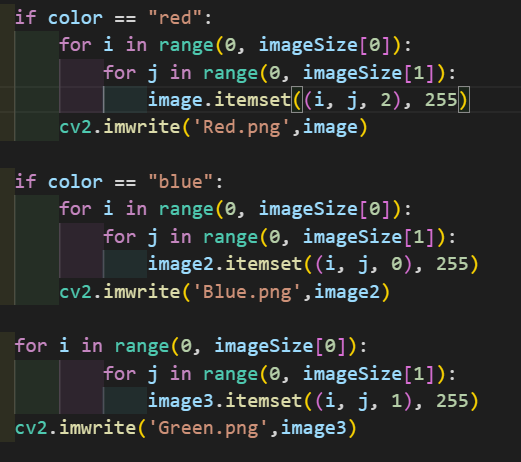 if color == "red":
    for i in range(0, imageSize[0]):
        for j in range(0, imageSize[1]):
            image.itemset((i, j, 2), 255)
    cv2.imwrite('Red.png',image)

if color == "blue":
    for i in range(0, imageSize[0]):
        for j in range(0, imageSize[1]):
            image2.itemset((i, j, 0), 255)
    cv2.imwrite('Blue.png',image2)

for i in range(0, imageSize[0]):
        for j in range(0, imageSize[1]):
            image3.itemset((i, j, 1), 255)
cv2.imwrite('Green.png',image3)